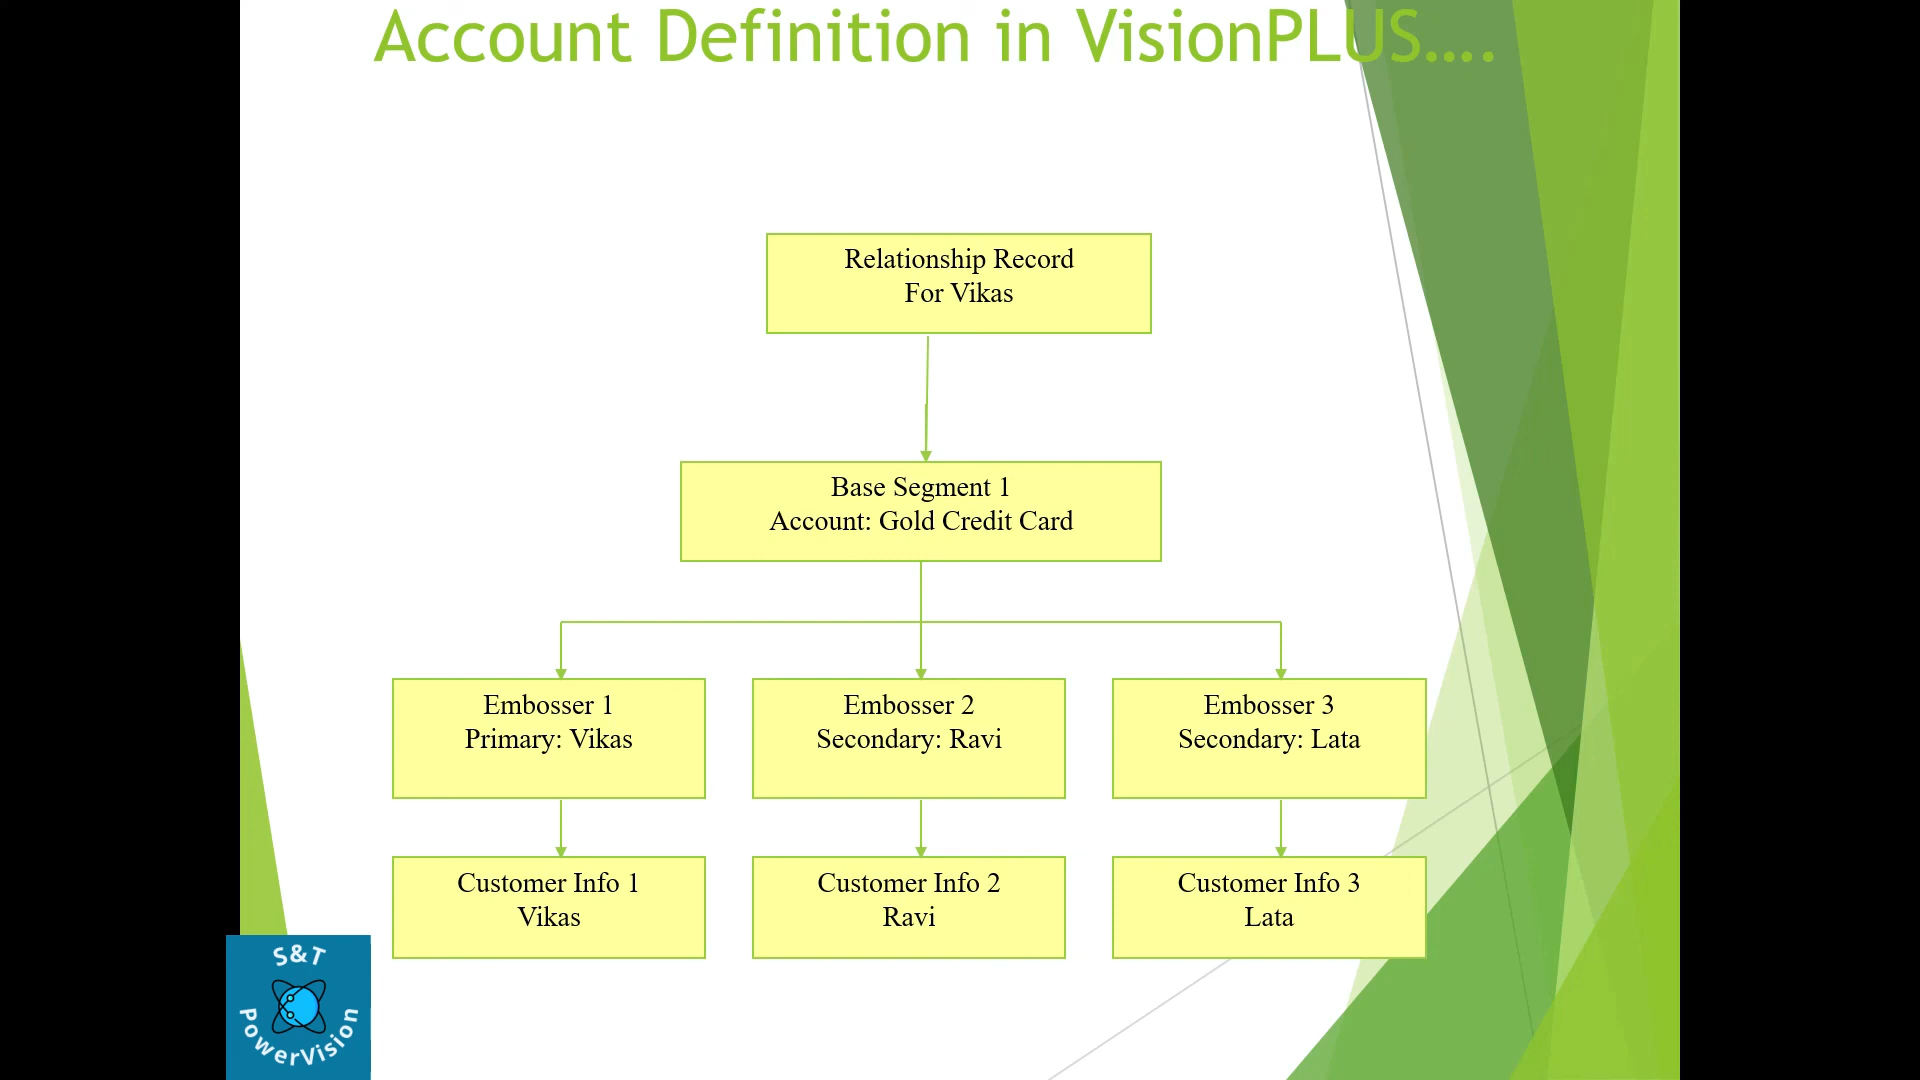 Account Definition in VisionPLUS....
Relationship Record
For Vikas
Base Segment 1
Account: Gold Credit Card
Embosser 1
Primary: Vikas
Embosser 2
Secondary: Ravi
Embosser 3
Secondary: Lata
Customer Info 1
Vikas
Customer Info 2
Ravi
Customer Info 3
Lata
S&T
PowerVision